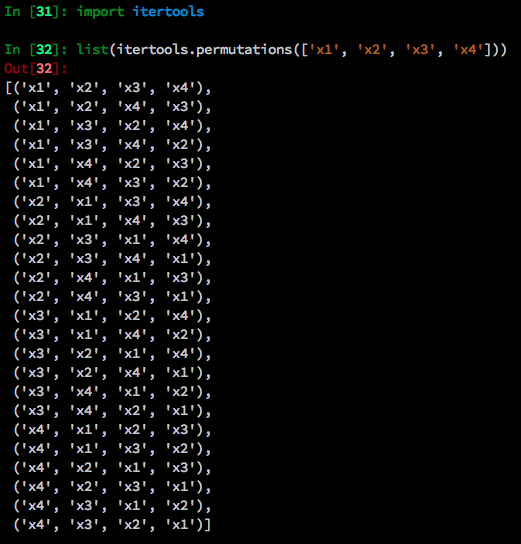 In [31]: import itertools
In [32]: list(itertools.permutations(['x1', 'x2', 'x3', 'x4']))
Out[32]:
[('x1', 'x2', 'x3', 'x4'),
('x1', 'x2', 'x4', 'x3'),
('x1', 'x3', 'x2', 'x4'),
('x1', 'x3', 'x4', 'x2'),
('x1', 'x4', 'x2', 'x3'),
('x1', 'x4', 'x3', 'x2'),
('x2', 'x1', 'x3', 'x4'),
('x2', 'x1', 'x4', 'x3'),
('x2', 'x3', 'x1', 'x4'),
('x2', 'x3', 'x4', 'x1'),
('x2', 'x4', 'x1', 'x3'),
('x2', 'x4', 'x3', 'x1'),
('x3', 'x1', 'x2', 'x4'),
('x3', 'x1', 'x4', 'x2'),
('x3', 'x2', 'x1', 'x4'),
('x3', 'x2', 'x4', 'x1'),
('x3', 'x4', 'x1', 'x2'),
('x3', 'x4', 'x2', 'x1'),
('x4', 'x1', 'x2', 'x3'),
('x4', 'x1', 'x3', 'x2'),
('x4', 'x2', 'x1', 'x3'),
('x4', 'x2', 'x3', 'x1'),
('x4', 'x3', 'x1', 'x2'),
('x4', 'x3', 'x2', 'x1')]